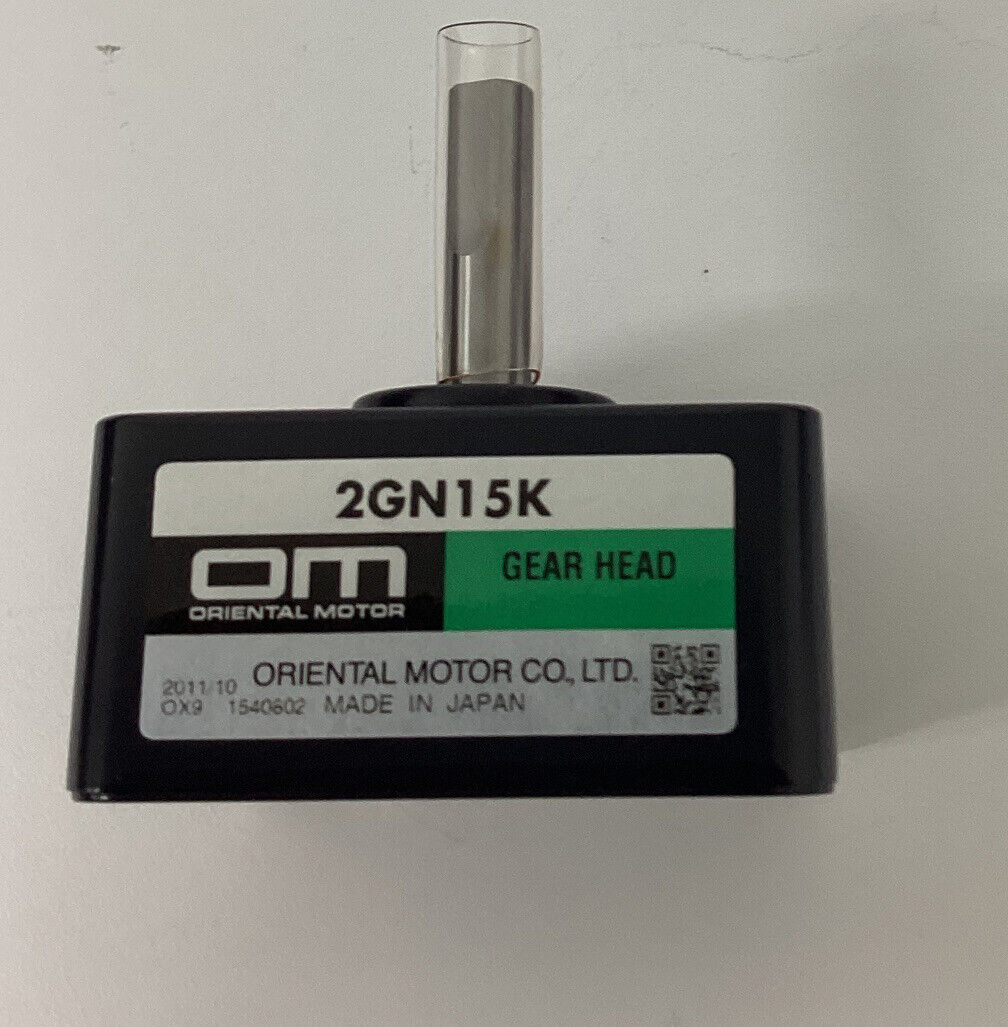 2GN15K
OM
ORIENTAL MOTOR
GEAR HEAD
2011/10 ORIENTAL MOTOR CO., LTD.
OX9 1540602 MADE IN JAPAN